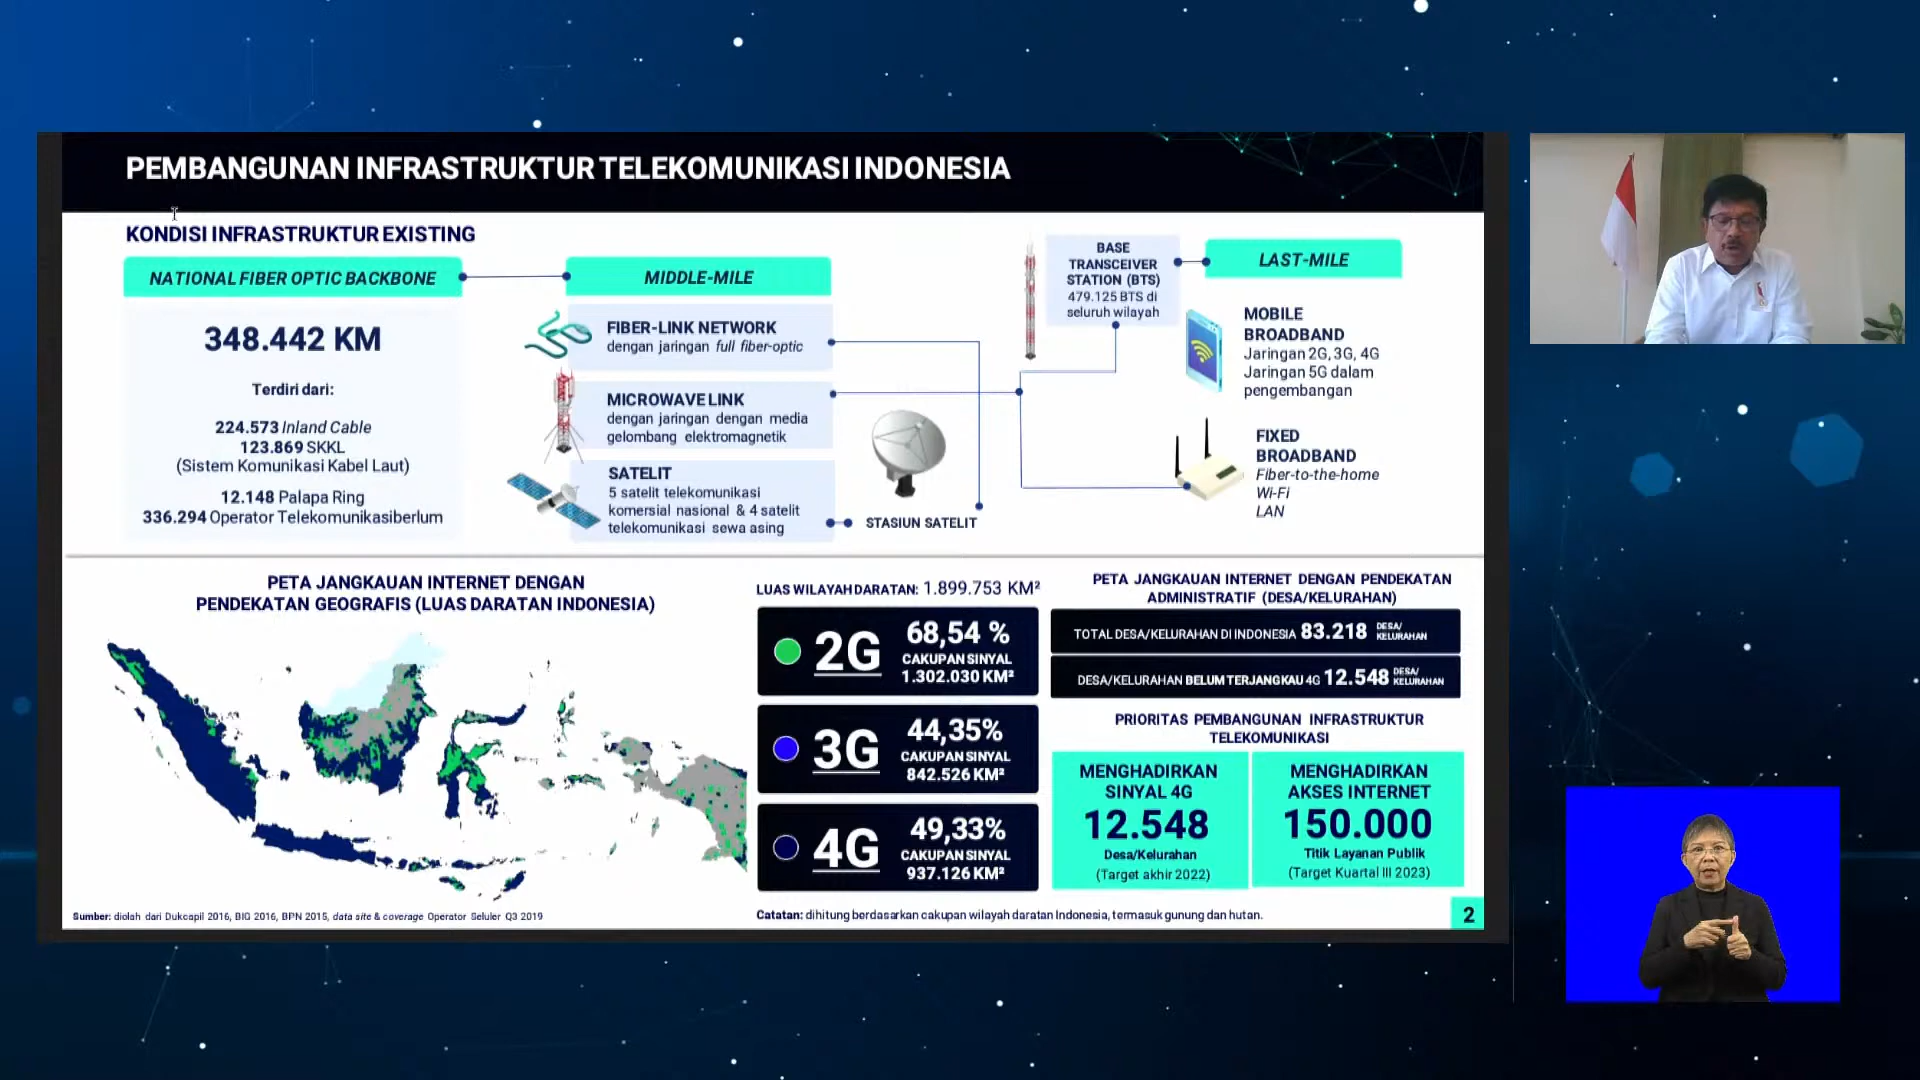 PEMBANGUNAN INFRASTRUKTUR TELEKOMUNIKASI INDONESIA
KONDISI INFRASTRUKTUR EXISTING
NATIONAL FIBER OPTIC BACKBONE
348.442 KM
Terdiri dari:
224.573 Inland Cable
123.869 SKKL
(Sistem Komunikasi Kabel Laut)
12.148 Palapa Ring
336.294 Operator Telekomunikasiberlum
MIDDLE-MILE
FIBER-LINK NETWORK
dengan jaringan full fiber-optic
MICROWAVE LINK
dengan jaringan dengan media
gelombang elektromagnetik
SATELIT
5 satelit telekomunikasi
komersial nasional & 4 satelit
telekomunikasi sewa asing
STASIUN SATELIT
BASE
TRANSCEIVER
STATION (BTS)
479.125 BTS di
seluruh wilayah
LAST-MILE
MOBILE
BROADBAND
Jaringan 2G, 3G, 4G
Jaringan 5G dalam
pengembangan
FIXED
BROADBAND
Fiber-to-the-home
Wi-Fi
LAN
PETA JANGKAUAN INTERNET DENGAN
PENDEKATAN GEOGRAFIS (LUAS DARATAN INDONESIA)
LUAS WILAYAH DARATAN: 1.899.753 KM²
2G
68,54 %
CAKUPAN SINYAL
1.302.030 KM²
3G
44,35%
CAKUPAN SINYAL
842.526 KM²
4G
49,33%
CAKUPAN SINYAL
937.126 KM²
PETA JANGKAUAN INTERNET DENGAN PENDEKATAN
ADMINISTRATIF (DESA/KELURAHAN)
TOTAL DESA/KELURAHAN DI INDONESIA 83.218 DESA/
KELURAHAN
DESA/KELURAHAN BELUM TERJANGKAU 4G 12.548 DESA/
KELURAHAN
PRIORITAS PEMBANGUNAN INFRASTRUKTUR
TELEKOMUNIKASI
MENGHADIRKAN
SINYAL 4G
12.548
Desa/Kelurahan
(Target akhir 2022)
MENGHADIRKAN
AKSES INTERNET
150.000
Titik Layanan Publik
(Target Kuartal III 2023)
Sumber: diolah dari Dukcapil 2016, BIG 2016, BPN 2015, data site & coverage Operator Seluler Q3 2019
Catatan: dihitung berdasarkan cakupan wilayah daratan Indonesia, termasuk gunung dan hutan.
2